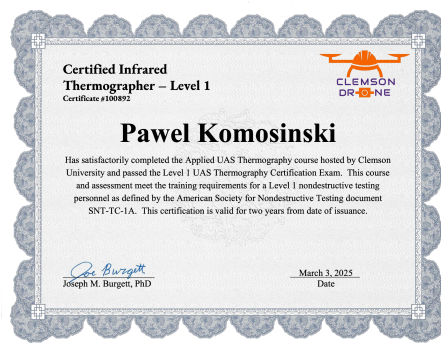 Certified Infrared
Thermographer – Level 1
Certificate #100892
CLEMSON
DR-NE
Pawel Komosinski
Has satisfactorily completed the Applied UAS Thermography course hosted by Clemson
University and passed the Level 1 UAS Thermography Certification Exam. This course
and assessment meet the training requirements for a Level 1 nondestructive testing
personnel as defined by the American Society for Nondestructive Testing document
SNT-TC-1A. This certification is valid for two years from date of issuance.
Joe Burgett
March 3, 2025
Joseph M. Burgett, PhD
Date